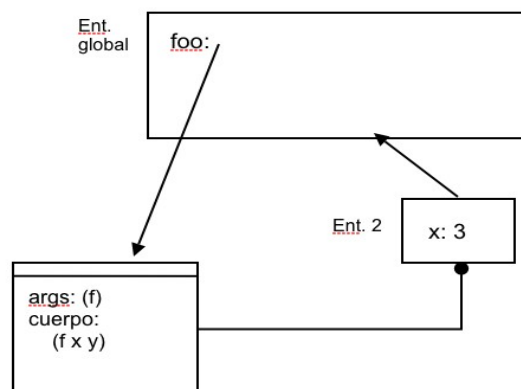 Ent.
global
foo:
Ent. 2
x: 3
args: (f)
cuerpo:
(f x y)